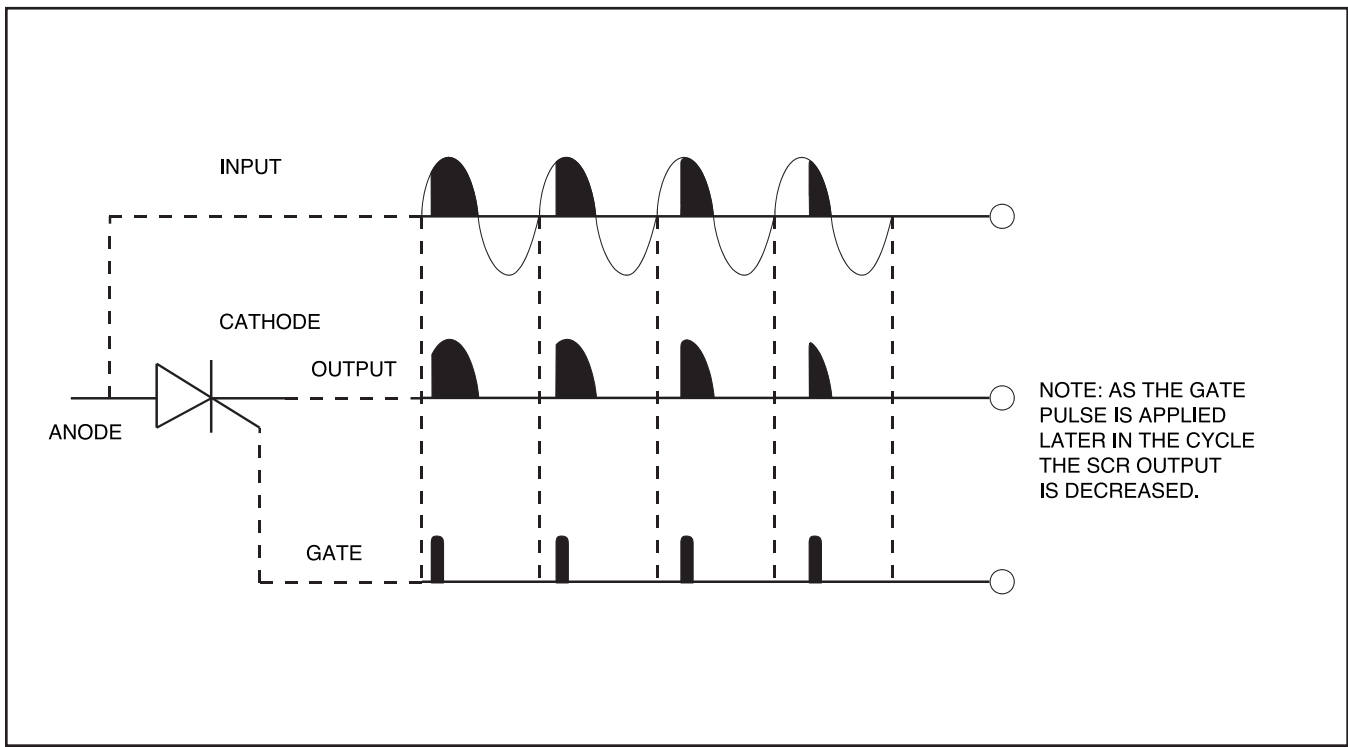 INPUT
CATHODE
OUTPUT
ANODE
GATE
NOTE: AS THE GATE
PULSE IS APPLIED
LATER IN THE CYCLE
THE SCR OUTPUT
IS DECREASED.